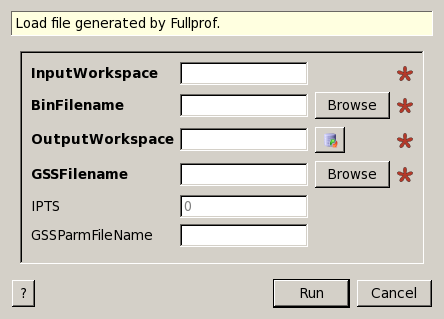 Load file generated by Fullprof.
InputWorkspace
BinFilename Browse
OutputWorkspace
GSSFilename Browse
IPTS 0
GSSParmFileName
? Run Cancel